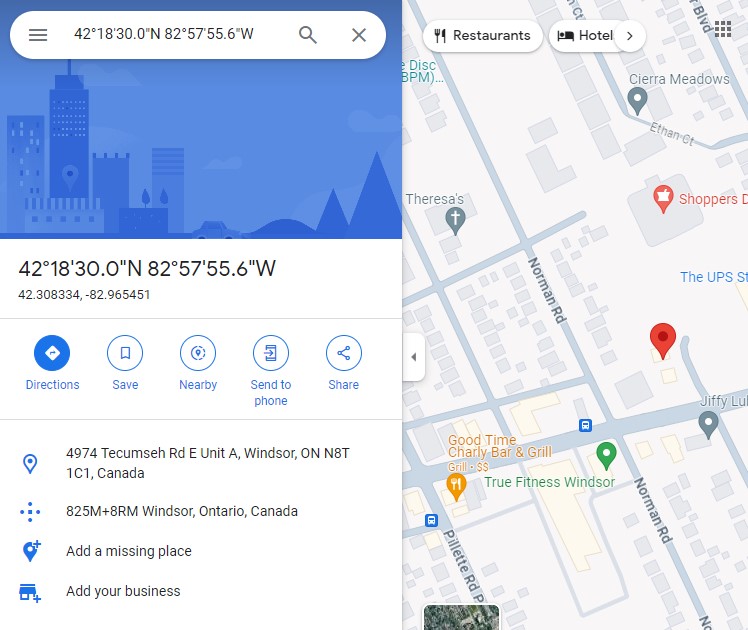 42°18'30.0"N 82°57'55.6"W
42°18'30.0"N 82°57'55.6"W
42.308334, -82.965451
Directions
Save
Nearby
Send to
phone
Share
4974 Tecumseh Rd E Unit A, Windsor, ON N8T
1C1, Canada
825M+8RM Windsor, Ontario, Canada
Add a missing place
Add your business
Restaurants
Hotel
e Disc
BPM)...
Blvd
Cierra Meadows
Ethan Ct
Theresa's
Shoppers D
Norman Rd
The UPS St
Jiffy Lu
Good Time
Charly Bar & Grill
Grill • $$
True Fitness Windsor
Norman Rd
Pillette Rd